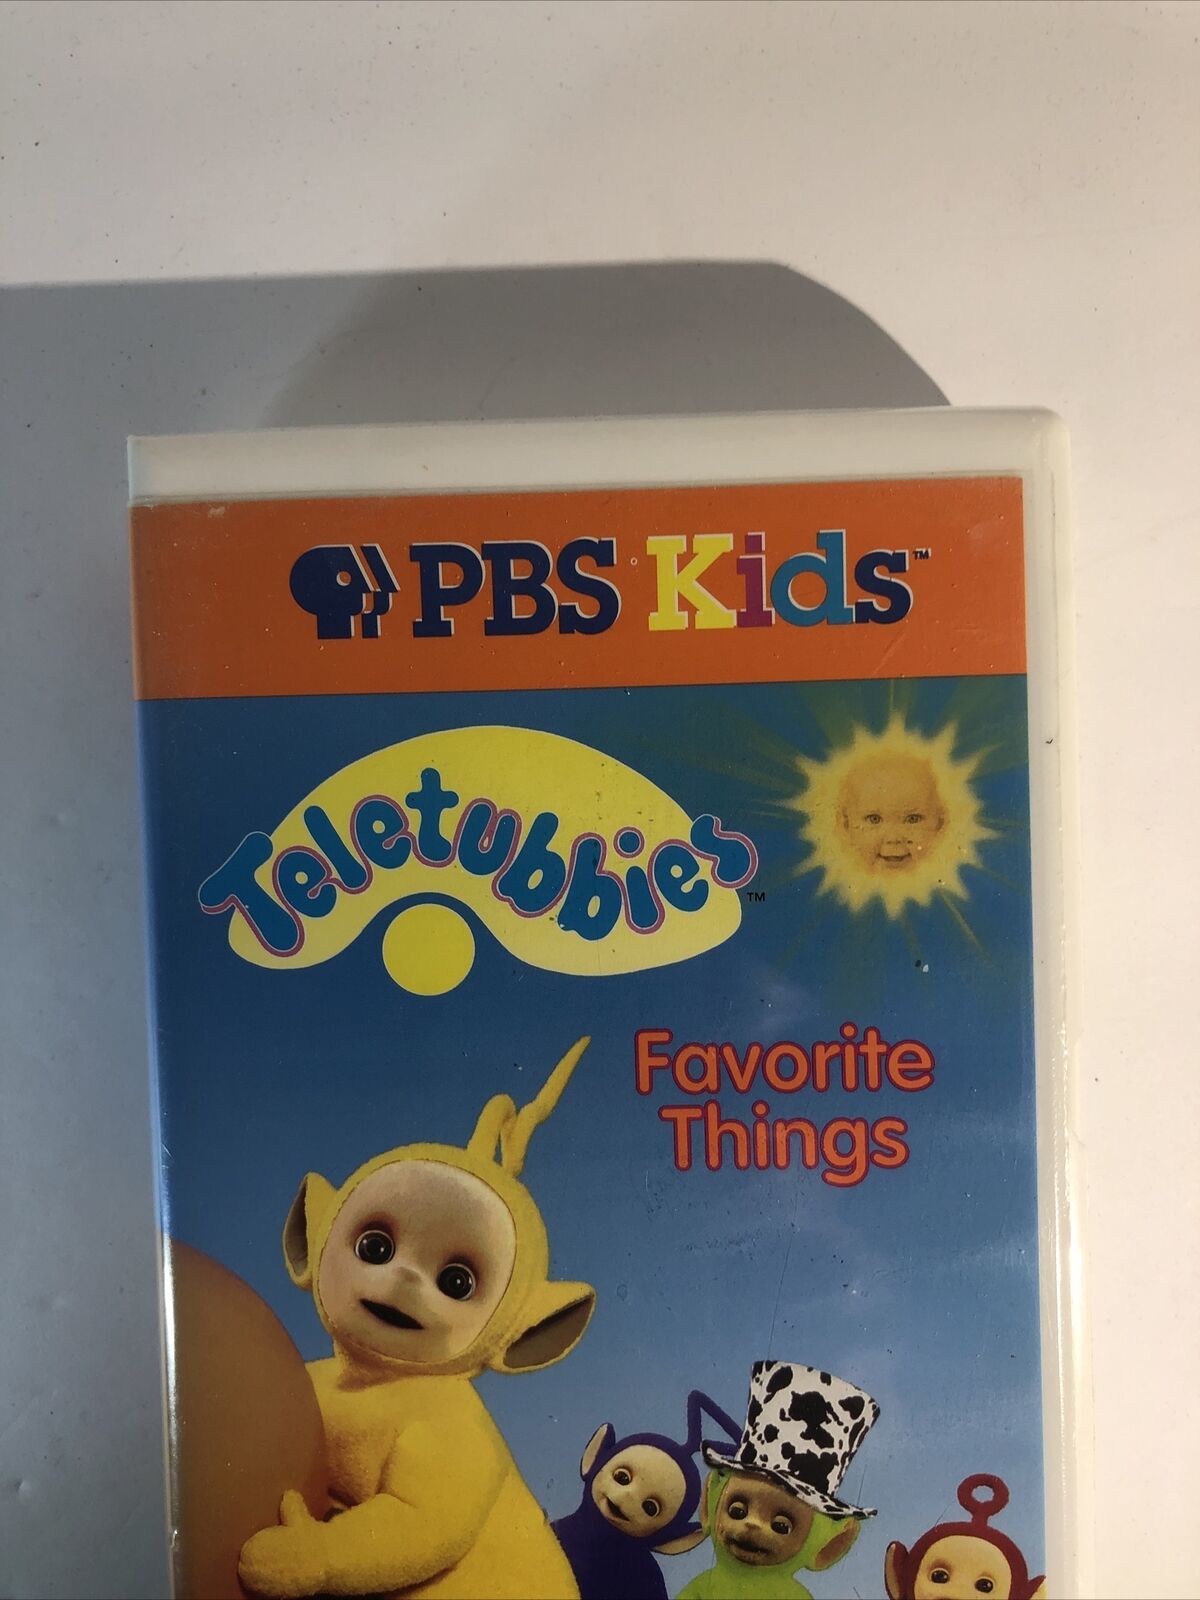 PBS Kids™
Teletubbies™
Favorite
Things